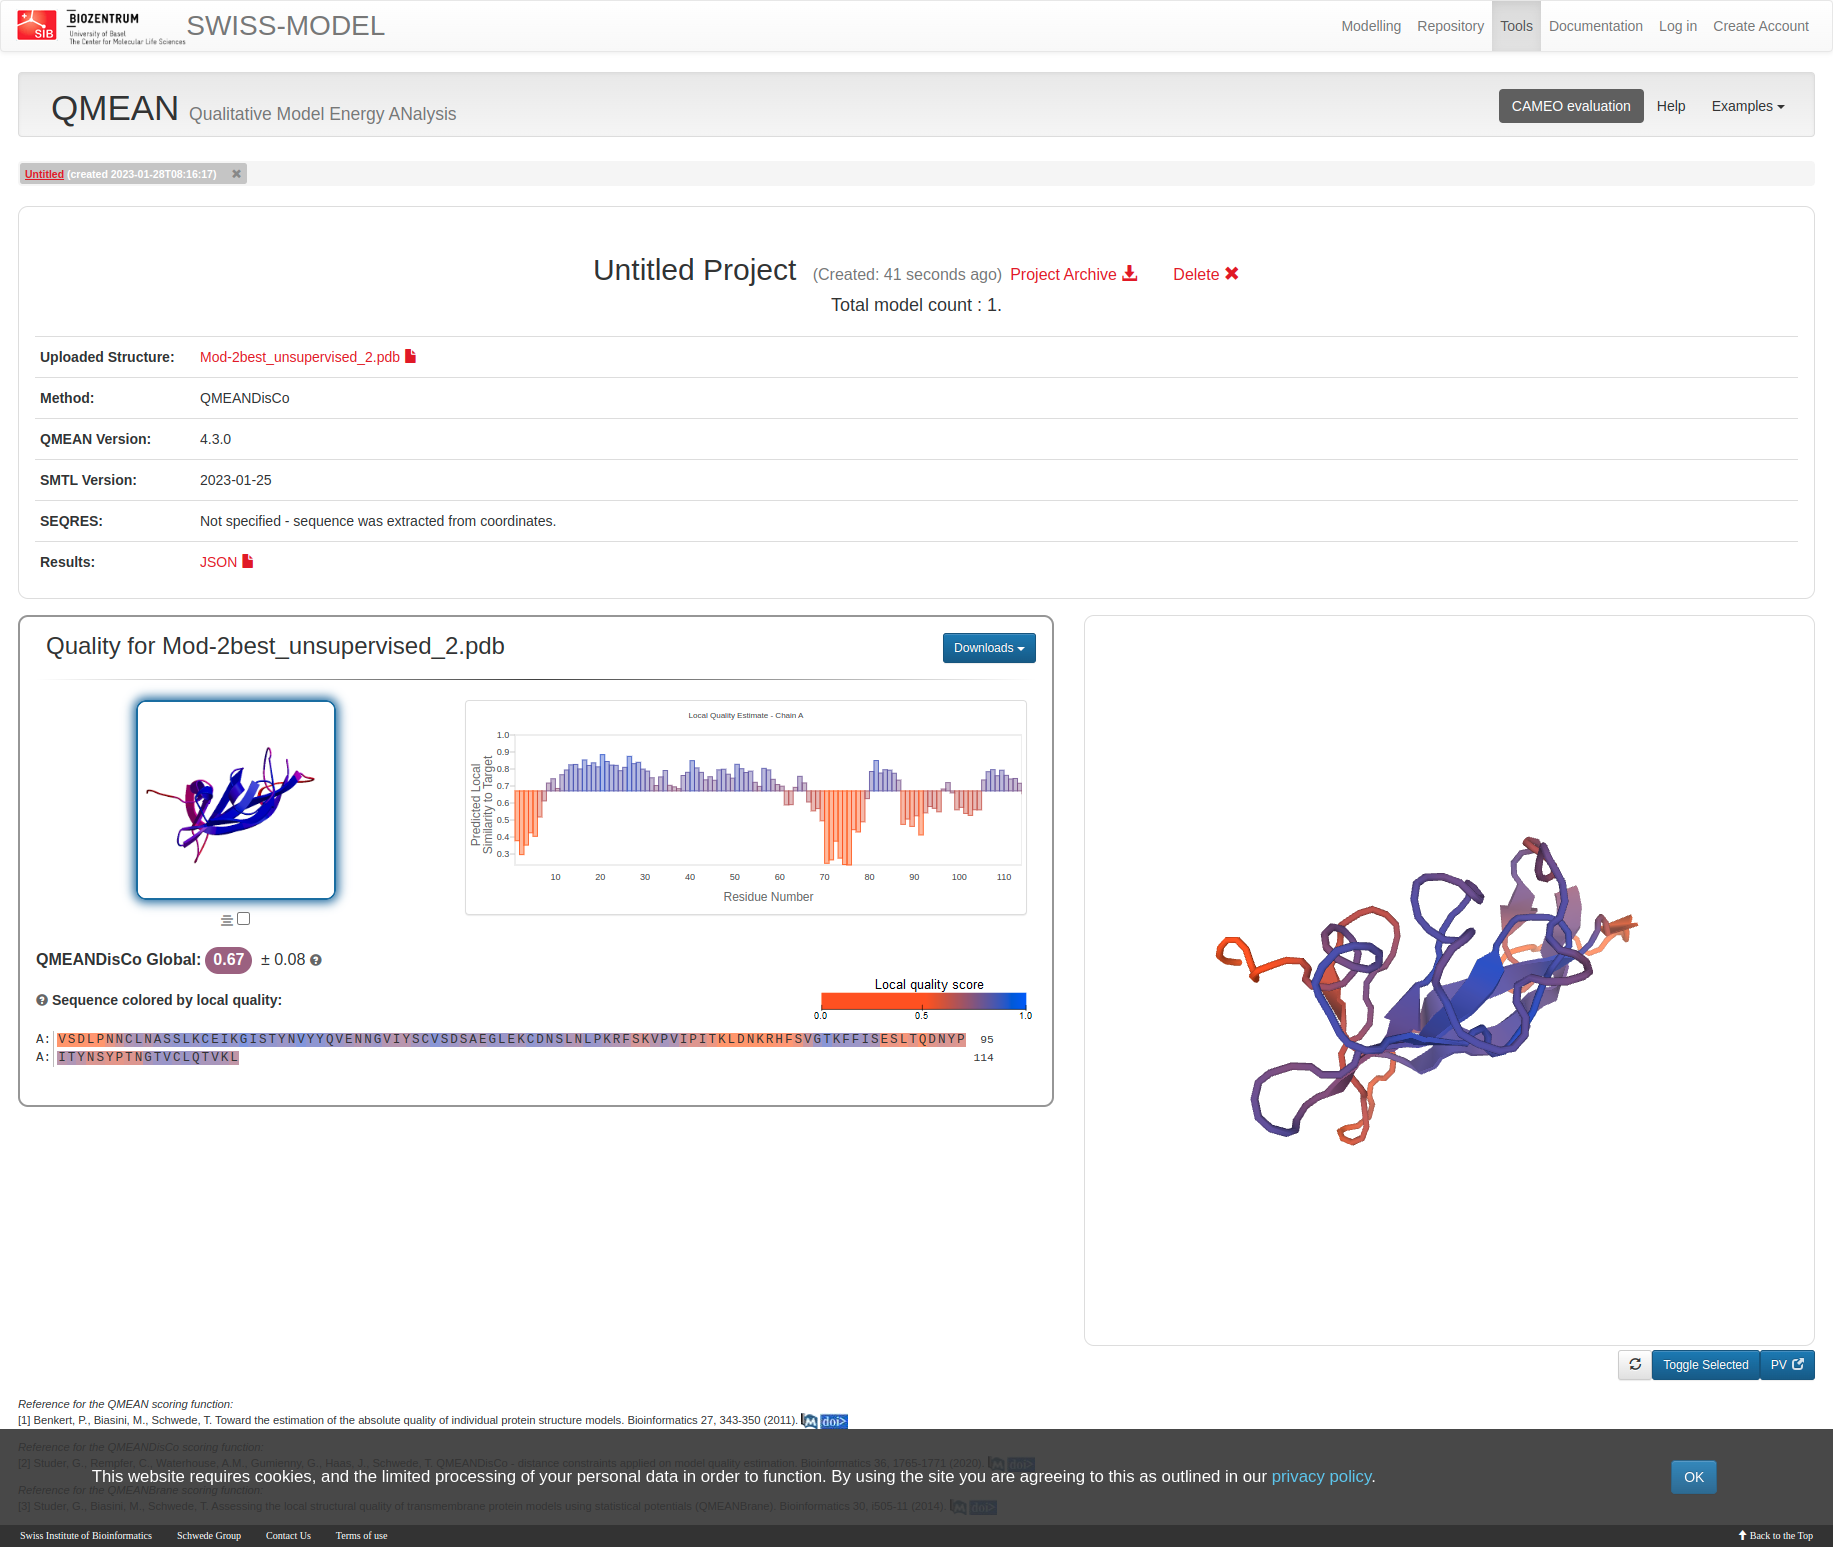 SIB
BIOZENTRUM
University of Basel
The Center for Molecular Life Sciences
SWISS-MODEL
Modelling Repository Tools Documentation Log in Create Account
QMEAN Qualitative Model Energy ANalysis
CAMEO evaluation Help Examples
Untitled (created 2023-01-28T08:16:17)
Untitled Project (Created: 41 seconds ago) Project Archive Delete
Total model count : 1.
Uploaded Structure: Mod-2best_unsupervised_2.pdb
Method: QMEANDisCo
QMEAN Version: 4.3.0
SMTL Version: 2023-01-25
SEQRES: Not specified - sequence was extracted from coordinates.
Results: JSON
Quality for Mod-2best_unsupervised_2.pdb
Downloads
Local Quality Estimate - Chain A
Predicted Local
Similarity to Target
1.0
0.9
0.8
0.7
0.6
0.5
0.4
0.3
10 20 30 40 50 60 70 80 90 100 110
Residue Number
QMEANDisCo Global: 0.67 ± 0.08
Local quality score
0.0 0.5 1.0
Sequence colored by local quality:
A: VSDLPNNCLNASSLKCEIKGISTYNVYYQVENNGVIYSCVSDSAEGLEKCDNSLNLPKRFSKVPVIPITKLDNKRHFSVGTKFFISESLTQDNYP 95
A: ITYNSYPTNGTVCLQTVKL 114
Toggle Selected PV
Reference for the QMEAN scoring function:
[1] Benkert, P., Biasini, M., Schwede, T. Toward the estimation of the absolute quality of individual protein structure models. Bioinformatics 27, 343-350 (2011). M doi>
Reference for the QMEANDisCo scoring function:
[2] Studer, G., Rempfer, C., Waterhouse, A.M., Gumienny, G., Haas, J., Schwede, T. QMEANDisCo - distance constraints applied on model quality estimation. Bioinformatics 36, 1765-1771 (2020). M doi>
This website requires cookies, and the limited processing of your personal data in order to function. By using the site you are agreeing to this as outlined in our privacy policy.
OK
Reference for the QMEANBrane scoring function:
[3] Studer, G., Biasini, M., Schwede, T. Assessing the local structural quality of transmembrane protein models using statistical potentials (QMEANBrane). Bioinformatics 30, i505-11 (2014). M doi>
Swiss Institute of Bioinformatics Schwede Group Contact Us Terms of use Back to the Top